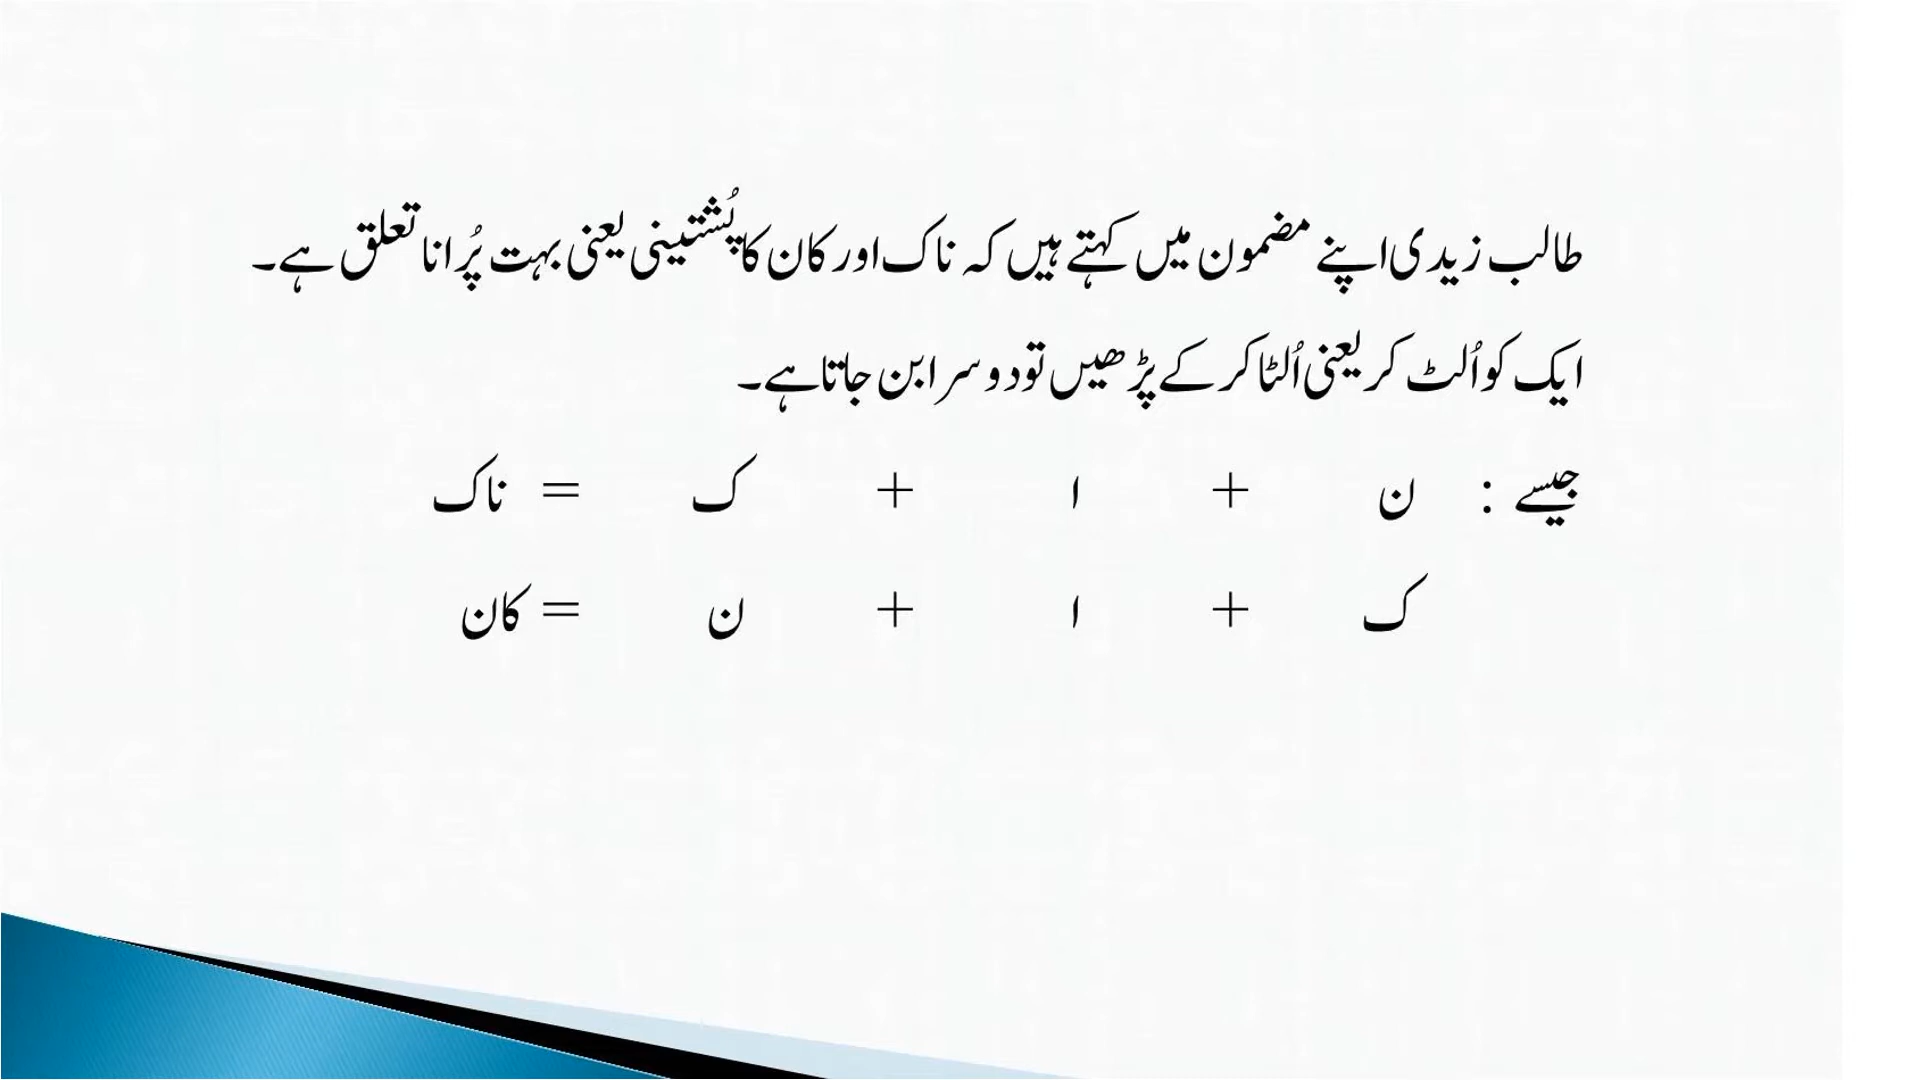 طالب زیدی اپنے مضمون میں کہتے ہیں کہ ناک اور کان کا پُشتینی یعنی بہت پُرانا تعلق ہے۔
ایک کو اُلٹ کر یعنی اُلٹا کر کے پڑھیں تو دوسرا بن جاتا ہے۔
جیسے : ن + ا + ک = ناک
ک + ا + ن = کان